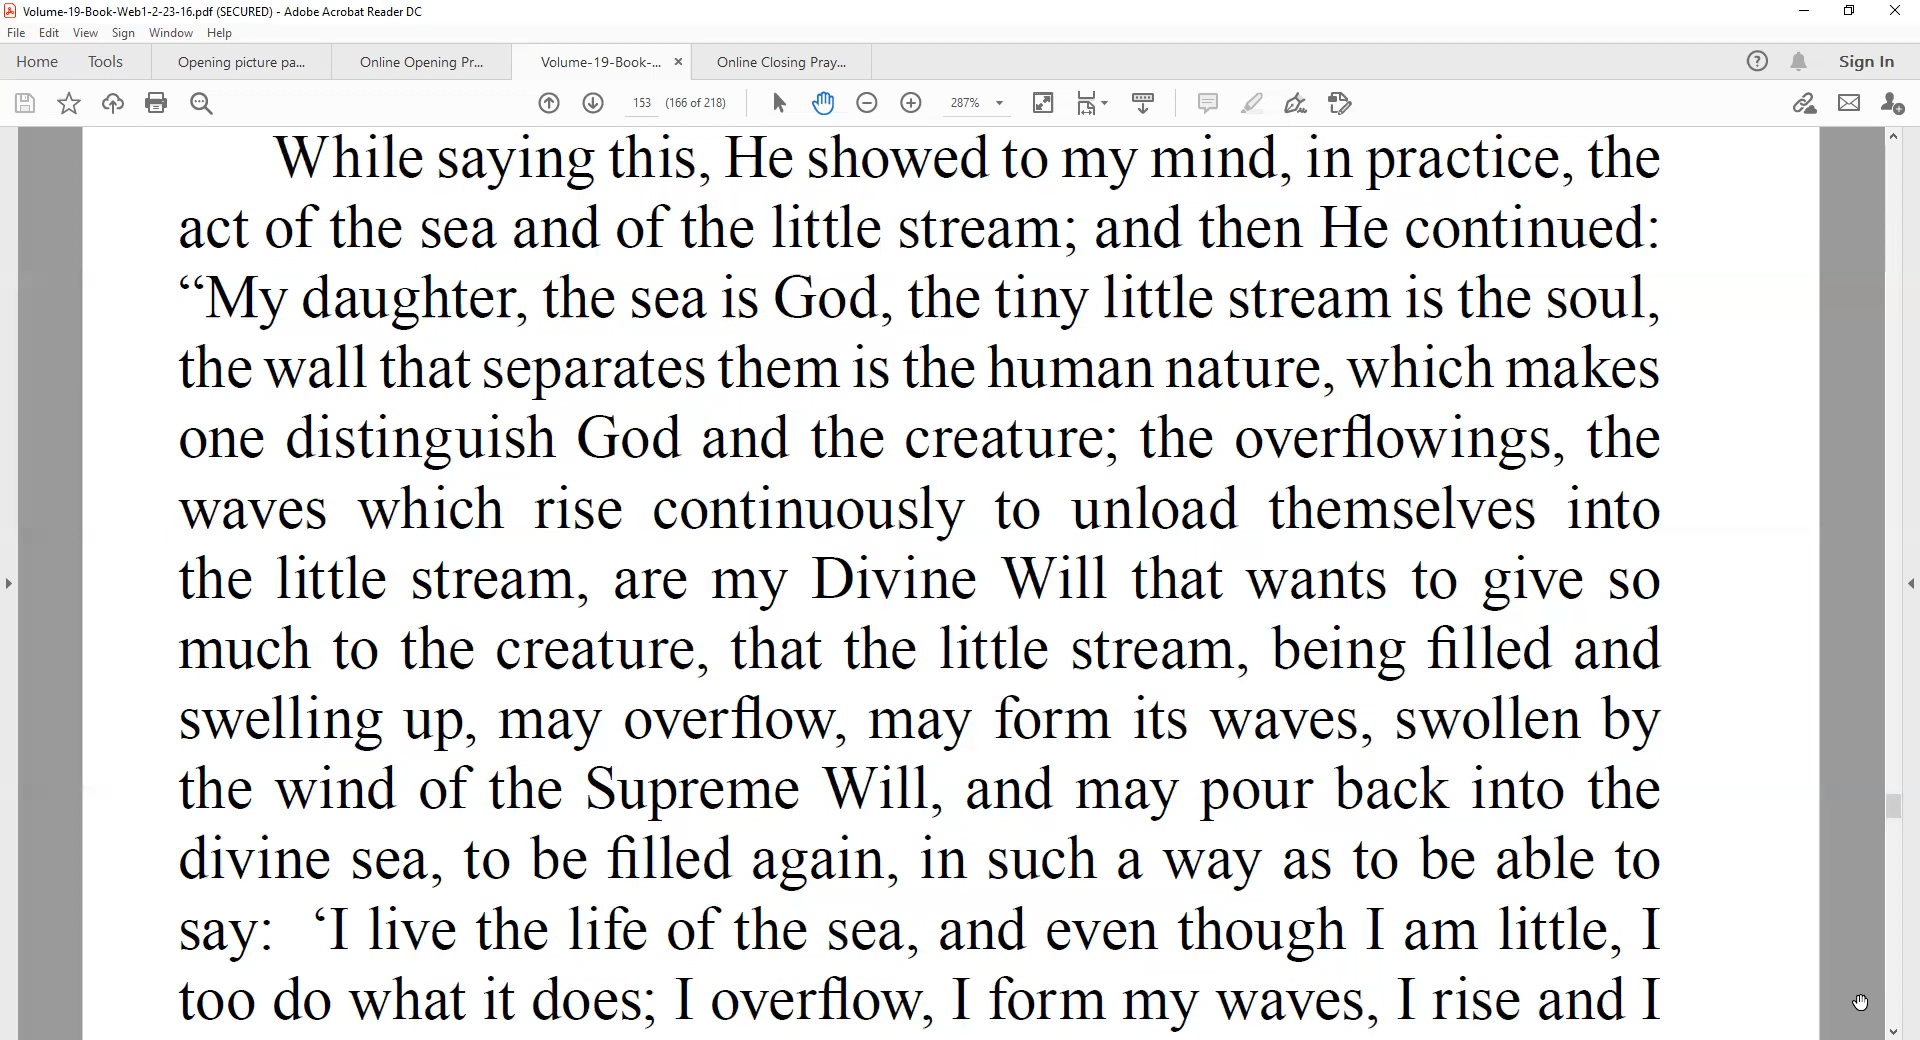 Volume-19-Book-Web1-2-23-16.pdf (SECURED) - Adobe Acrobat Reader DC
File Edit View Sign Window Help
Home Tools Opening picture pa... Online Opening Pr... Volume-19-Book-... × Online Closing Pray... Sign In
153 (166 of 218) 287%
While saying this, He showed to my mind, in practice, the
act of the sea and of the little stream; and then He continued:
“My daughter, the sea is God, the tiny little stream is the soul,
the wall that separates them is the human nature, which makes
one distinguish God and the creature; the overflowings, the
waves which rise continuously to unload themselves into
the little stream, are my Divine Will that wants to give so
much to the creature, that the little stream, being filled and
swelling up, may overflow, may form its waves, swollen by
the wind of the Supreme Will, and may pour back into the
divine sea, to be filled again, in such a way as to be able to
say: ‘I live the life of the sea, and even though I am little, I
too do what it does; I overflow, I form my waves, I rise and I